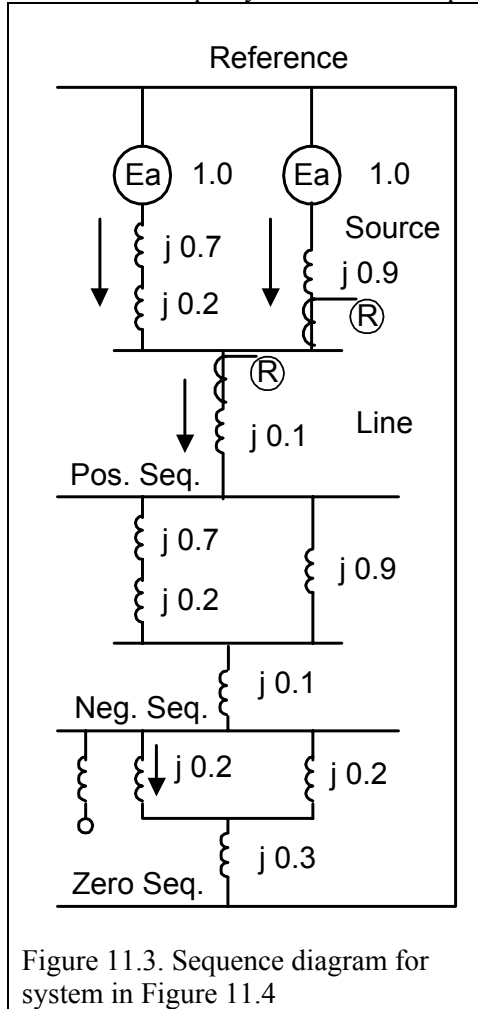 Reference
Ea 1.0 Ea 1.0
j 0.7 Source
j 0.9
j 0.2 R
R
j 0.1 Line
Pos. Seq.
j 0.7
j 0.9
j 0.2
j 0.1
Neg. Seq.
j 0.2 j 0.2
j 0.3
Zero Seq.
Figure 11.3. Sequence diagram for
system in Figure 11.4